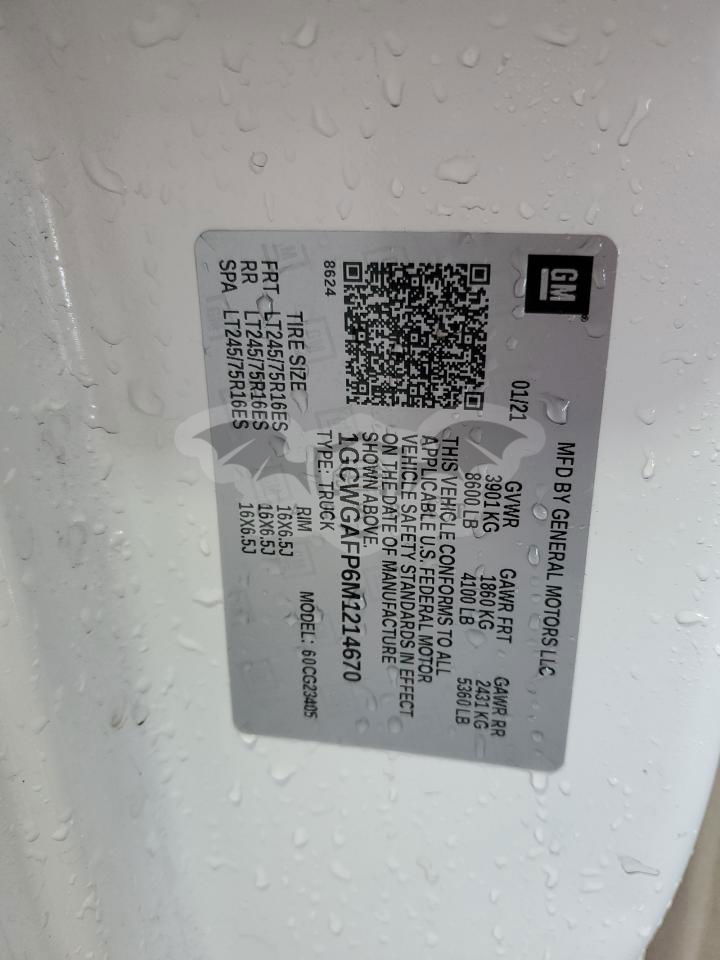 GM
MFD BY GENERAL MOTORS LLC
01/21
GVWR GAWR FRT GAWR RR
3901 KG 1860 KG 2431 KG
8600 LB 4100 LB 5360 LB
THIS VEHICLE CONFORMS TO ALL
APPLICABLE U.S. FEDERAL MOTOR
VEHICLE SAFETY STANDARDS IN EFFECT
ON THE DATE OF MANUFACTURE
SHOWN ABOVE.
1GCWGAFP6M1214670
8624
TYPE: TRUCK
MODEL: 60CG23405
TIRE SIZE RIM
FRT LT245/75R16ES 16X6.5J
RR LT245/75R16ES 16X6.5J
SPA LT245/75R16ES 16X6.5J